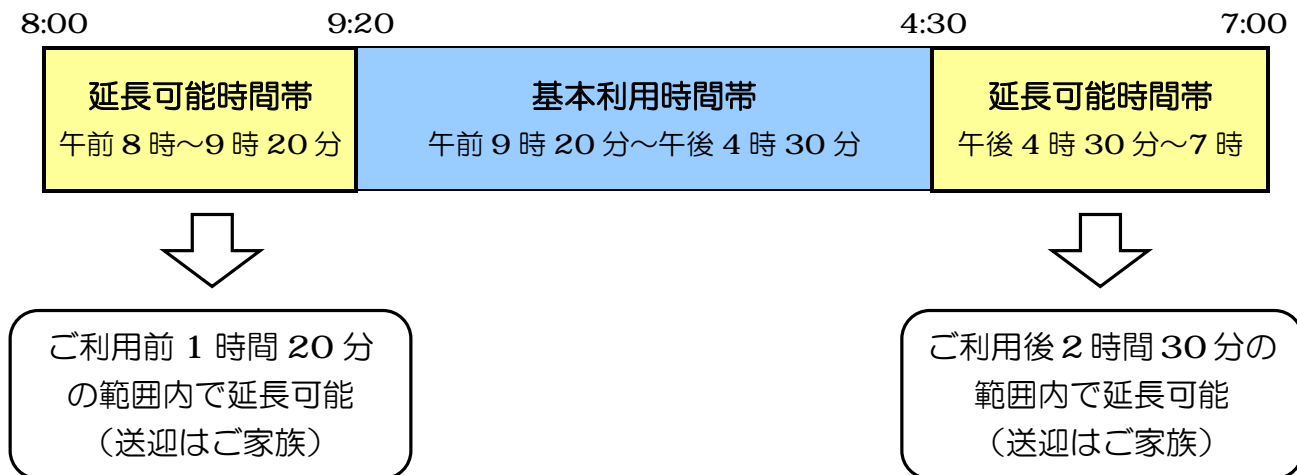 8:00 9:20 4:30 7:00
延長可能時間帯 基本利用時間帯 延長可能時間帯
午前 8 時～9 時 20 分 午前 9 時 20 分～午後 4 時 30 分 午後 4 時 30 分～7 時
ご利用前 1 時間 20 分
の範囲内で延長可能
（送迎はご家族）
ご利用後 2 時間 30 分の
範囲内で延長可能
（送迎はご家族）